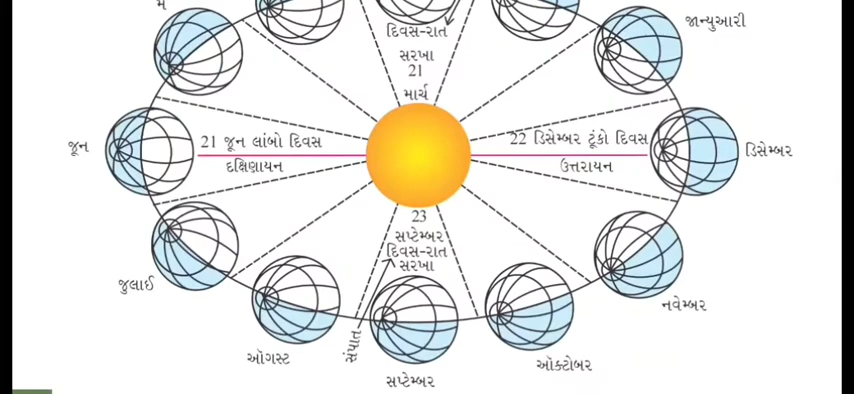 મે
જાન્યુઆરી
દિવસ-રાત
સરખા
21
માર્ચ
જૂન
21 જૂન લાંબો દિવસ
દક્ષિણાયન
22 ડિસેમ્બર ટૂંકો દિવસ
ઉત્તરાયન
ડિસેમ્બર
23
સપ્ટેમ્બર
દિવસ-રાત
સરખા
જુલાઈ
નવેમ્બર
ઑગસ્ટ
સંપાત
સપ્ટેમ્બર
ઑક્ટોબર